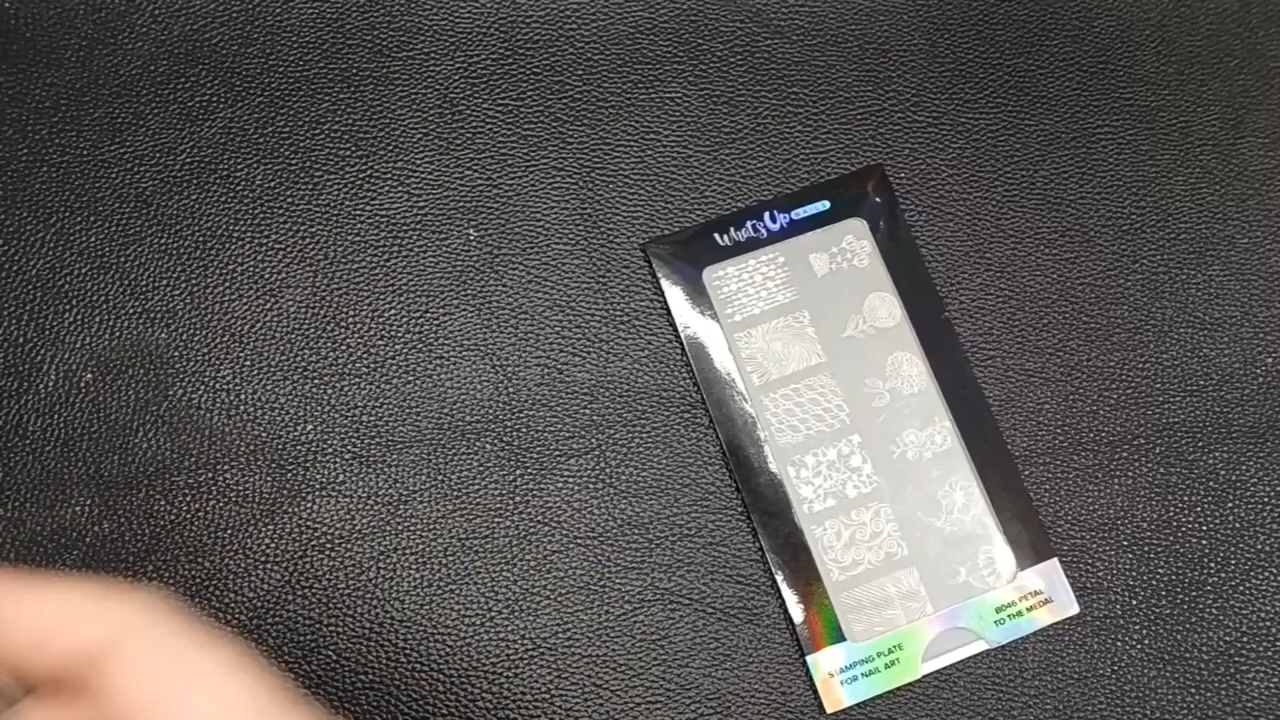 What's Up NAILS
STAMPING PLATE
FOR NAIL ART
B046 PETAL
TO THE MEDAL